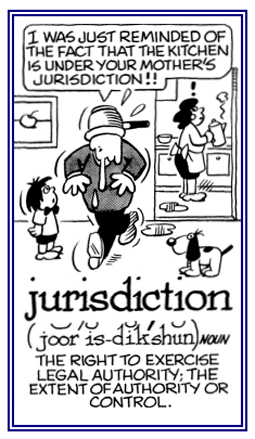 I WAS JUST REMINDED OF
THE FACT THAT THE KITCHEN
IS UNDER YOUR MOTHER'S
JURISDICTION!!
!
jurisdiction
(joor is-dik′shun) NOUN
THE RIGHT TO EXERCISE
LEGAL AUTHORITY; THE
EXTENT OF AUTHORITY OR
CONTROL.